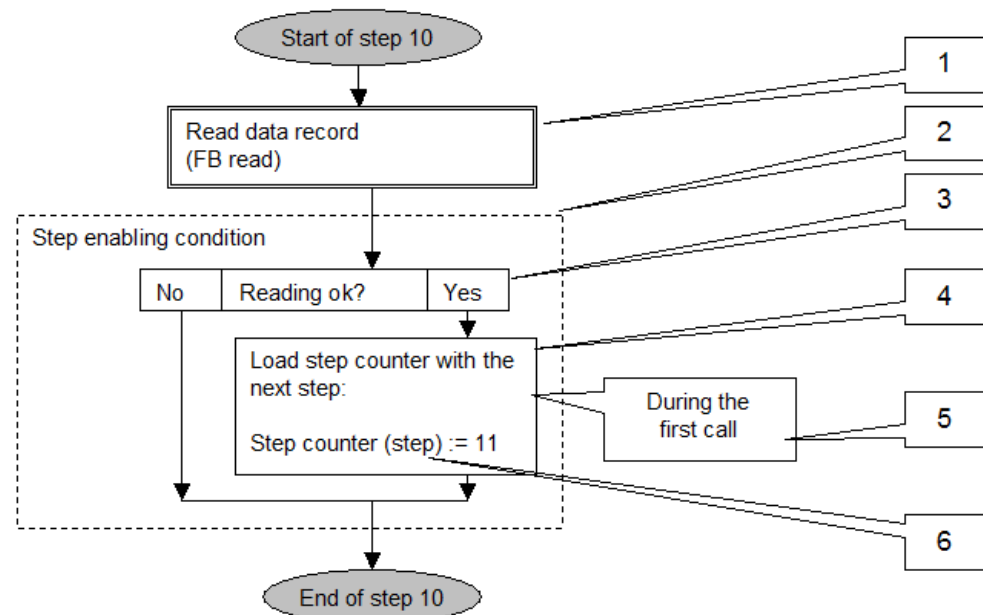 Start of step 10
1
Read data record
(FB read)
2
Step enabling condition
3
No Reading ok? Yes
4
Load step counter with the
next step:
During the
first call
5
Step counter (step) := 11
6
End of step 10